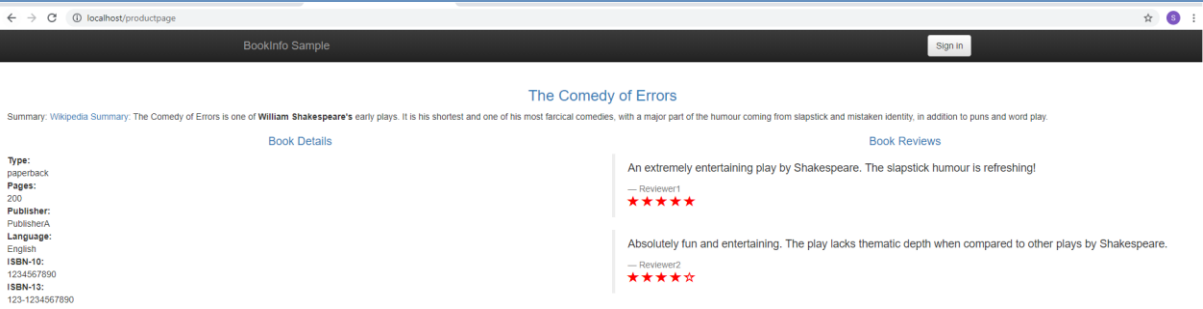 localhost/productpage
S
BookInfo Sample
Sign in
The Comedy of Errors
Summary: Wikipedia Summary: The Comedy of Errors is one of William Shakespeare's early plays. It is his shortest and one of his most farcical comedies, with a major part of the humour coming from slapstick and mistaken identity, in addition to puns and word play.
Book Details
Type:
paperback
Pages:
200
Publisher:
PublisherA
Language:
English
ISBN-10:
1234567890
ISBN-13:
123-1234567890
Book Reviews
An extremely entertaining play by Shakespeare. The slapstick humour is refreshing!
— Reviewer1
Absolutely fun and entertaining. The play lacks thematic depth when compared to other plays by Shakespeare.
— Reviewer2